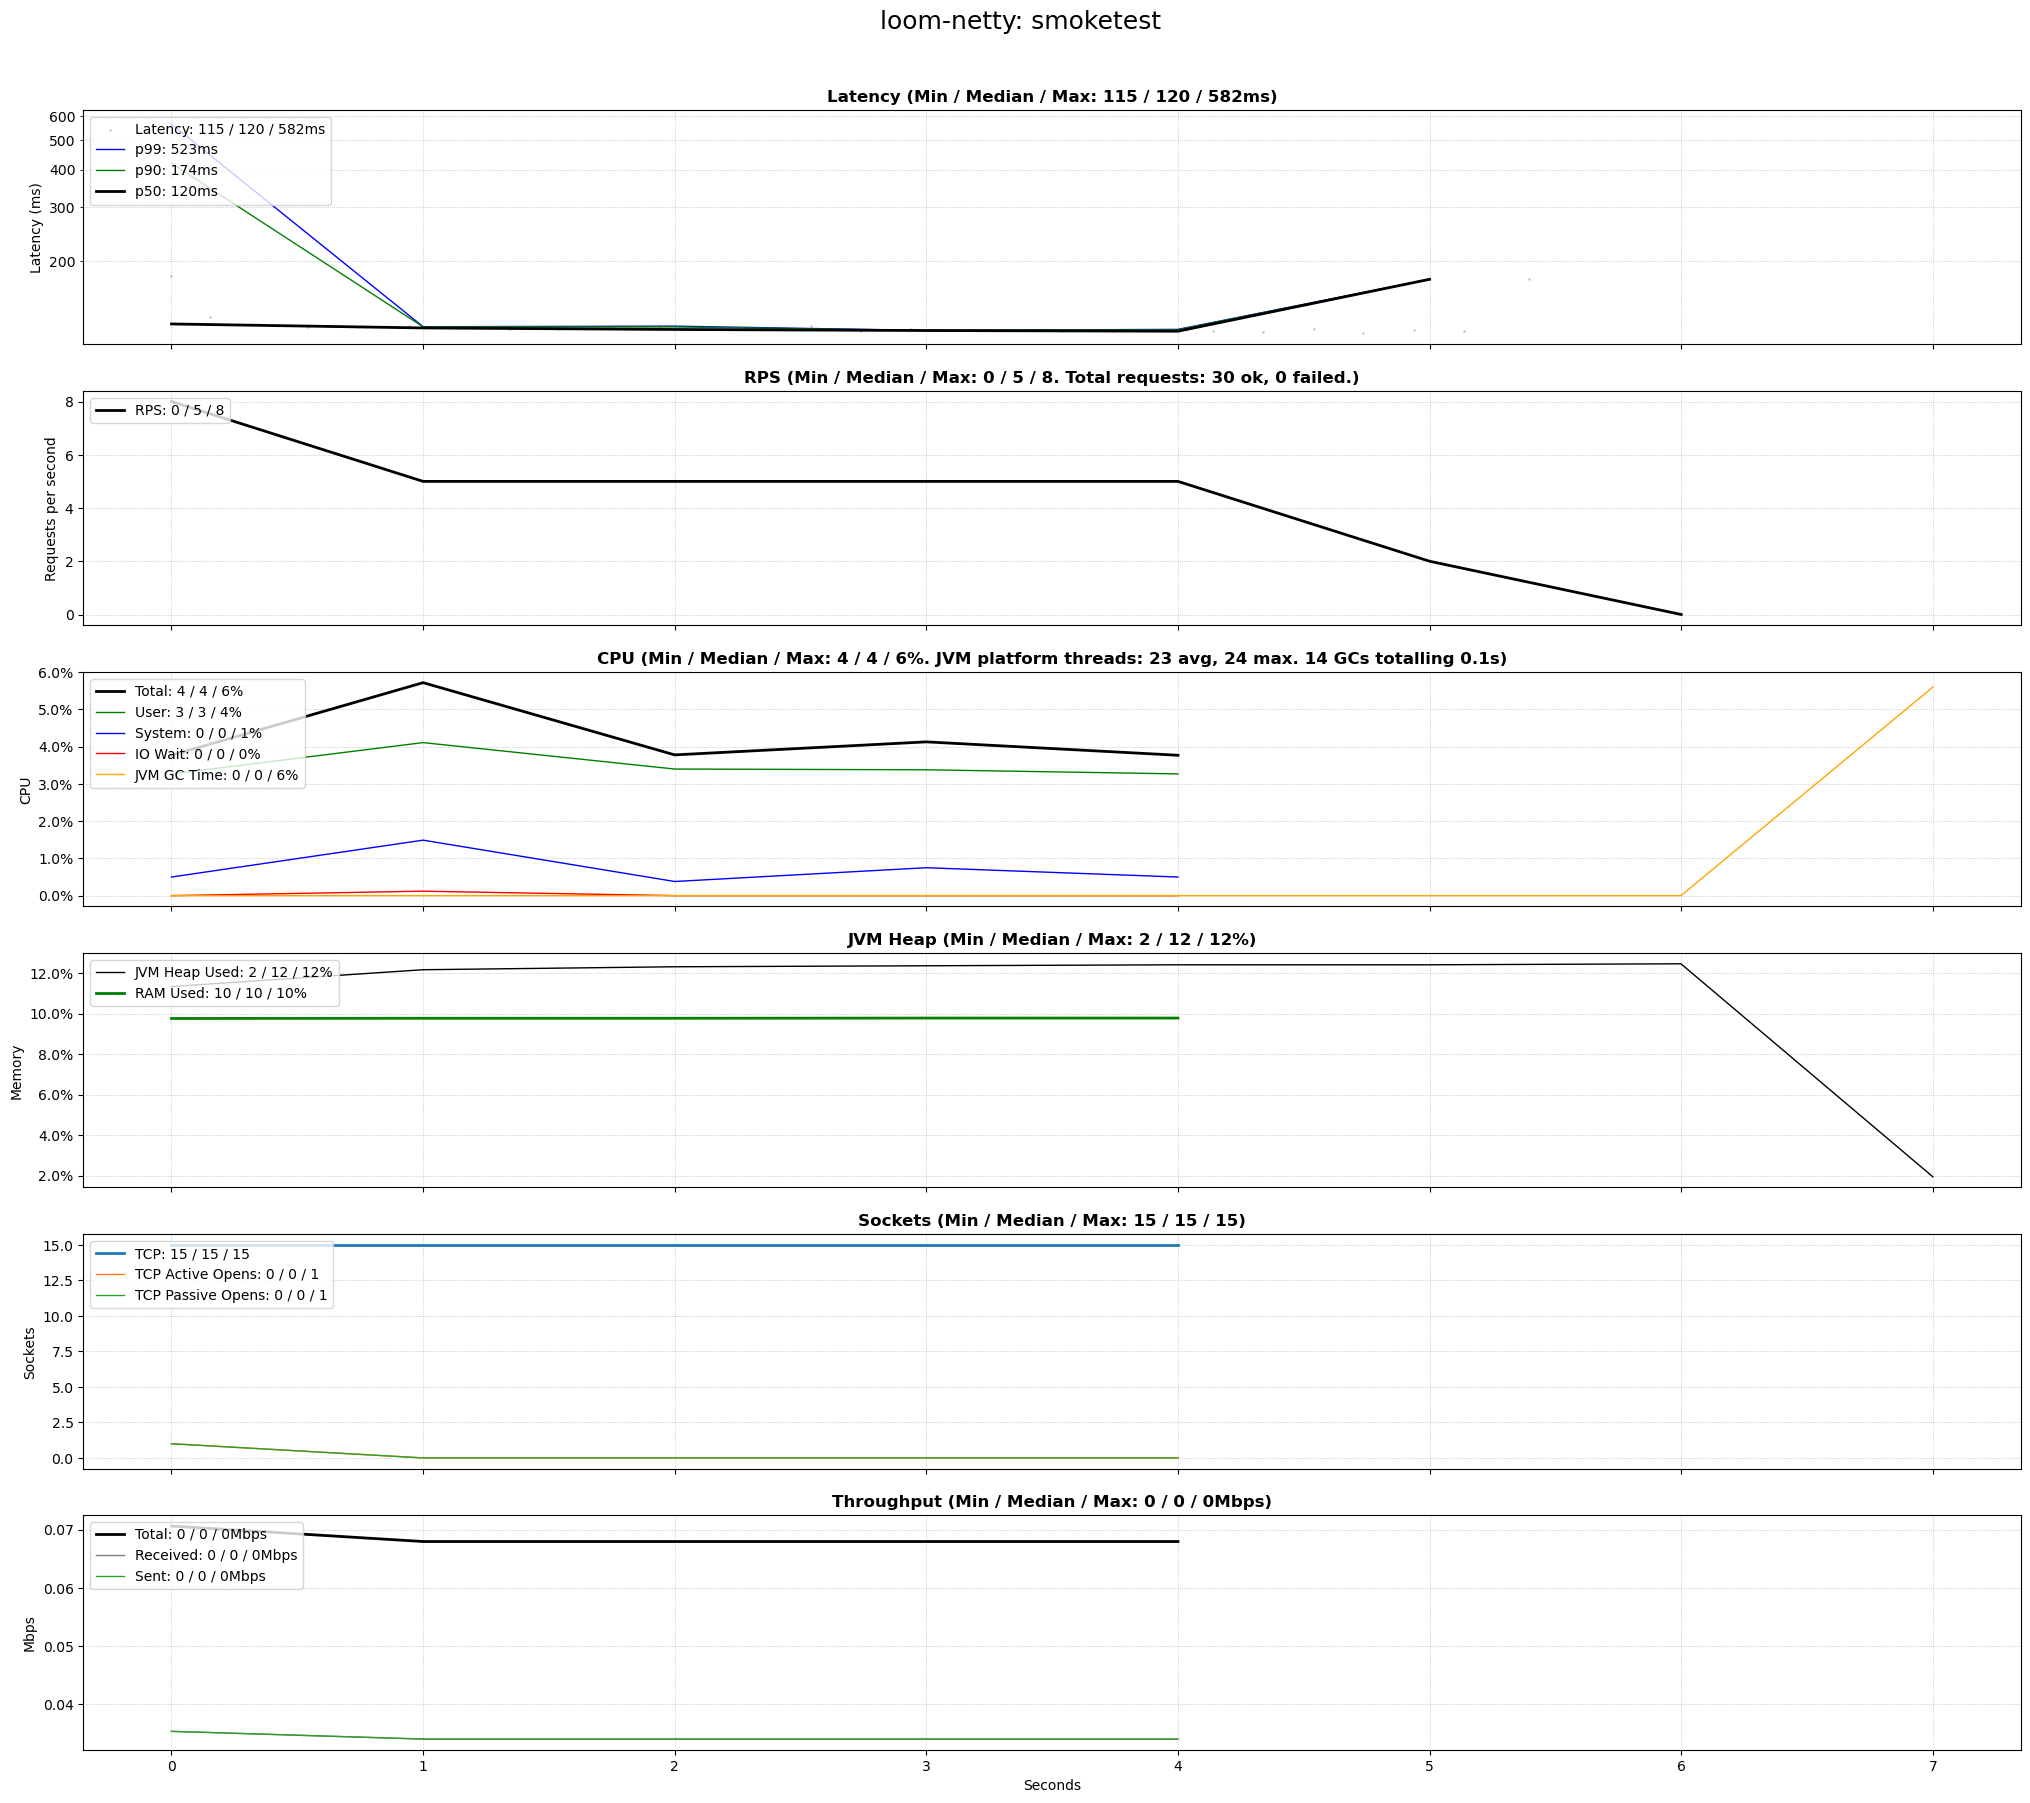 loom-netty: smoketest
Latency (Min / Median / Max: 115 / 120 / 582ms)
Latency (ms)
600
500
400
300
200
Latency: 115 / 120 / 582ms
p99: 523ms
p90: 174ms
p50: 120ms
RPS (Min / Median / Max: 0 / 5 / 8. Total requests: 30 ok, 0 failed.)
Requests per second
8
6
4
2
0
RPS: 0 / 5 / 8
CPU (Min / Median / Max: 4 / 4 / 6%. JVM platform threads: 23 avg, 24 max. 14 GCs totalling 0.1s)
CPU
6.0%
5.0%
4.0%
3.0%
2.0%
1.0%
0.0%
Total: 4 / 4 / 6%
User: 3 / 3 / 4%
System: 0 / 0 / 1%
IO Wait: 0 / 0 / 0%
JVM GC Time: 0 / 0 / 6%
JVM Heap (Min / Median / Max: 2 / 12 / 12%)
Memory
12.0%
10.0%
8.0%
6.0%
4.0%
2.0%
JVM Heap Used: 2 / 12 / 12%
RAM Used: 10 / 10 / 10%
Sockets (Min / Median / Max: 15 / 15 / 15)
Sockets
15.0
12.5
10.0
7.5
5.0
2.5
0.0
TCP: 15 / 15 / 15
TCP Active Opens: 0 / 0 / 1
TCP Passive Opens: 0 / 0 / 1
Throughput (Min / Median / Max: 0 / 0 / 0Mbps)
Mbps
0.07
0.06
0.05
0.04
Total: 0 / 0 / 0Mbps
Received: 0 / 0 / 0Mbps
Sent: 0 / 0 / 0Mbps
0 1 2 3 4 5 6 7
Seconds